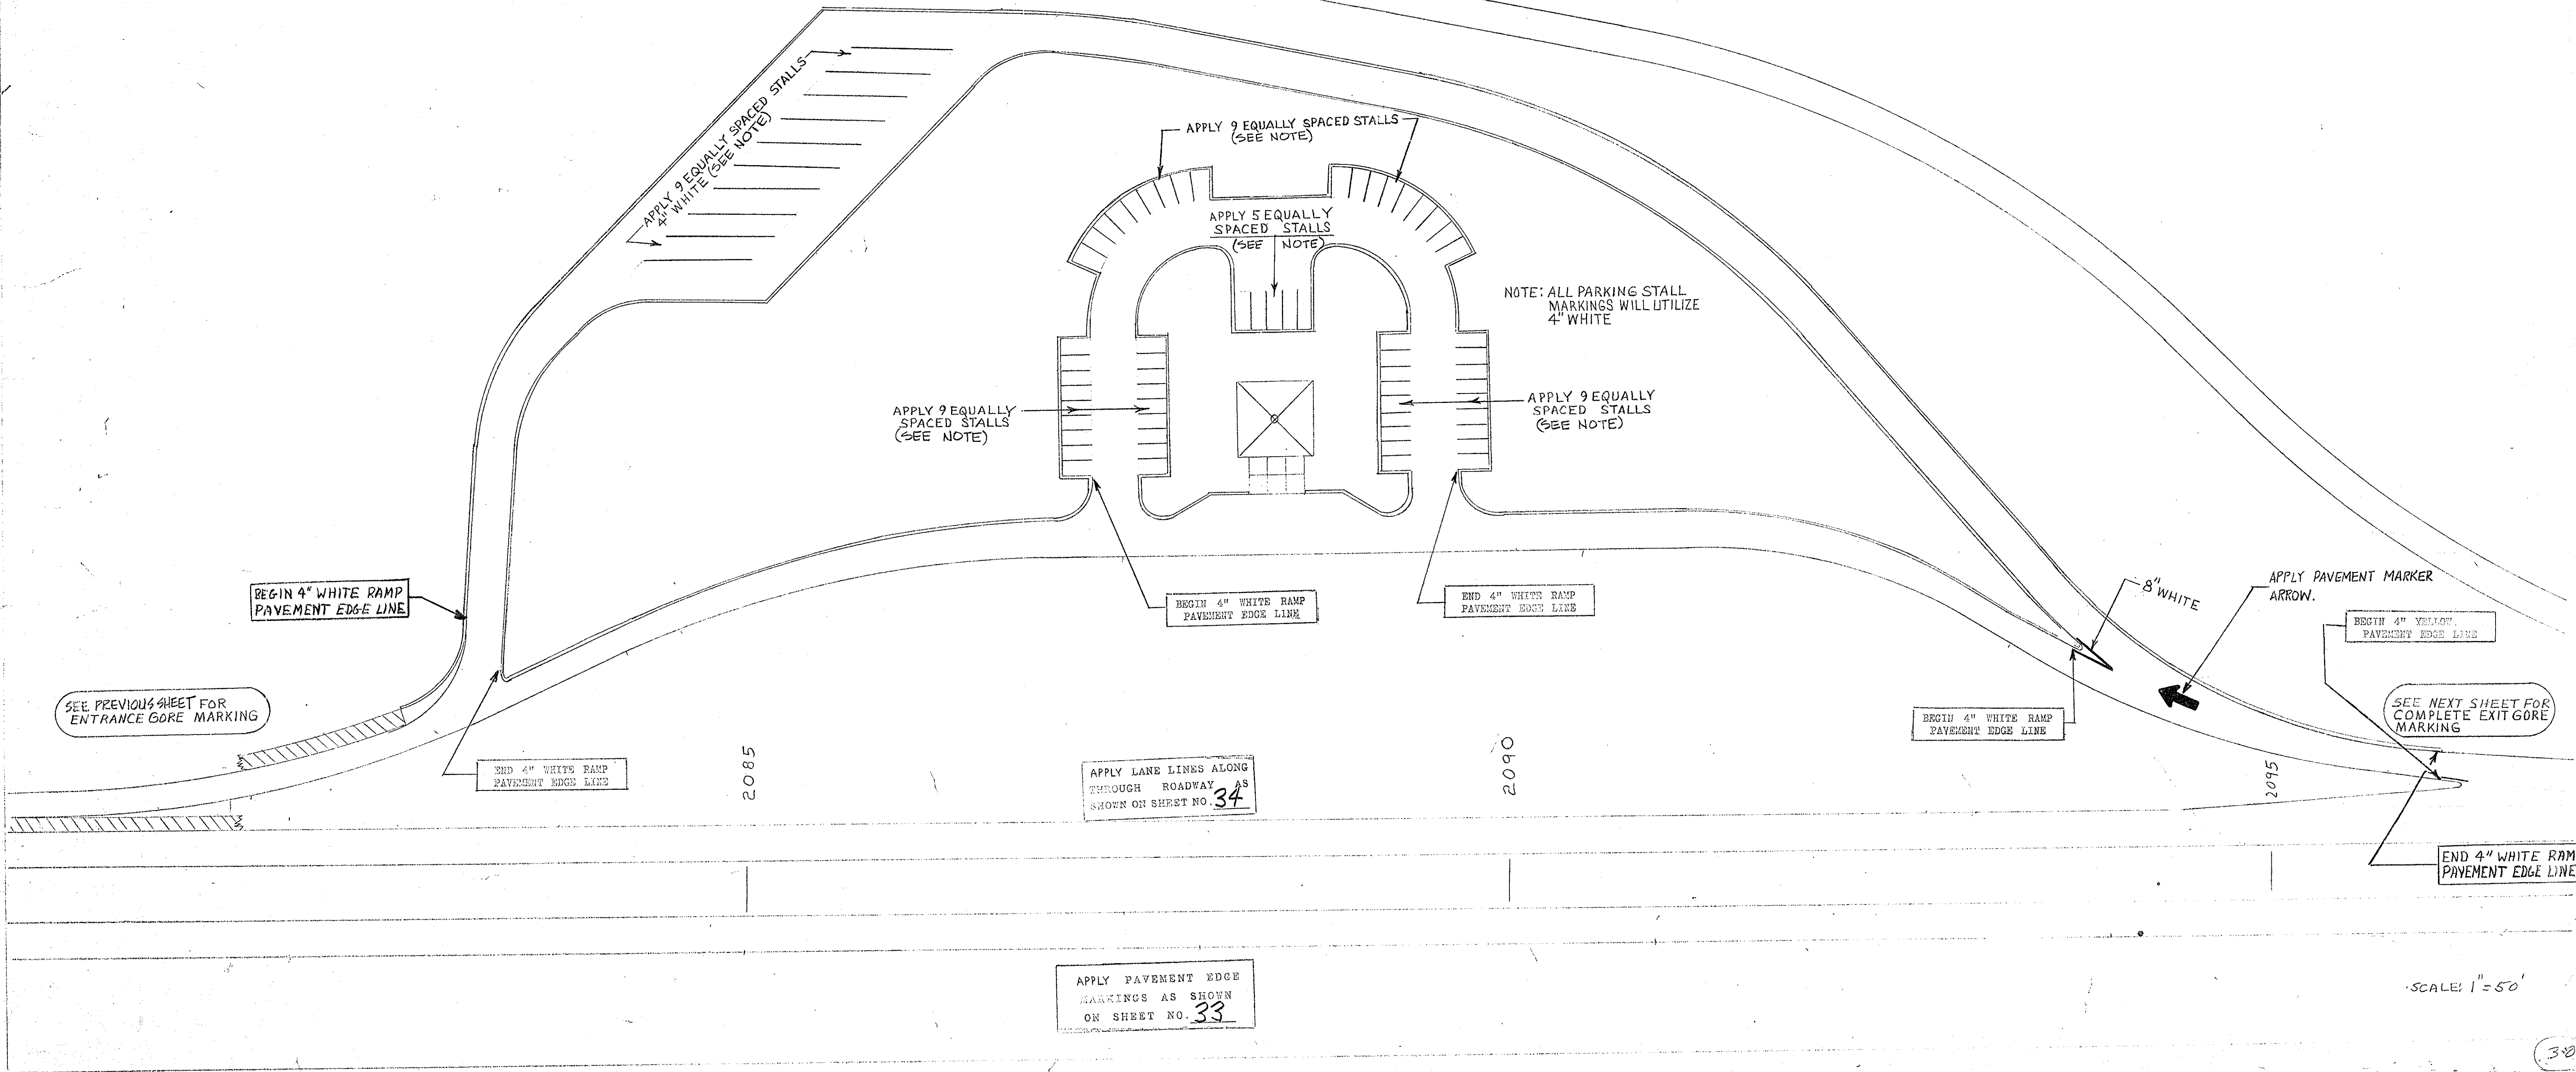 APPLY 9 EQUALLY SPACED STALLS
4" WHITE (SEE NOTE)
APPLY 9 EQUALLY SPACED STALLS
(SEE NOTE)
APPLY 5 EQUALLY
SPACED STALLS
(SEE NOTE)
NOTE: ALL PARKING STALL
MARKINGS WILL UTILIZE
4" WHITE
APPLY 9 EQUALLY
SPACED STALLS
(SEE NOTE)
APPLY 9 EQUALLY
SPACED STALLS
(SEE NOTE)
BEGIN 4" WHITE RAMP
PAVEMENT EDGE LINE
BEGIN 4" WHITE RAMP
PAVEMENT EDGE LINE
END 4" WHITE RAMP
PAVEMENT EDGE LINE
8" WHITE
APPLY PAVEMENT MARKER
ARROW.
BEGIN 4" YELLOW
PAVEMENT EDGE LINE
SEE PREVIOUS SHEET FOR
ENTRANCE GORE MARKING
SEE NEXT SHEET FOR
COMPLETE EXIT GORE
MARKING
BEGIN 4" WHITE RAMP
PAVEMENT EDGE LINE
END 4" WHITE RAMP
PAVEMENT EDGE LINE
2085
APPLY LANE LINES ALONG
THROUGH ROADWAY AS
SHOWN ON SHEET NO. 34
2090
2095
END 4" WHITE RAM
PAVEMENT EDGE LINE
APPLY PAVEMENT EDGE
MARKINGS AS SHOWN
ON SHEET NO. 33
SCALE: 1" = 50'